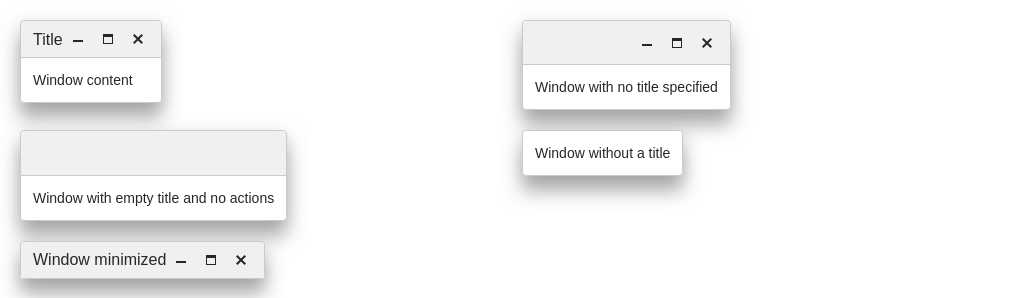 Title
Window content
Window with no title specified
Window with empty title and no actions
Window without a title
Window minimized